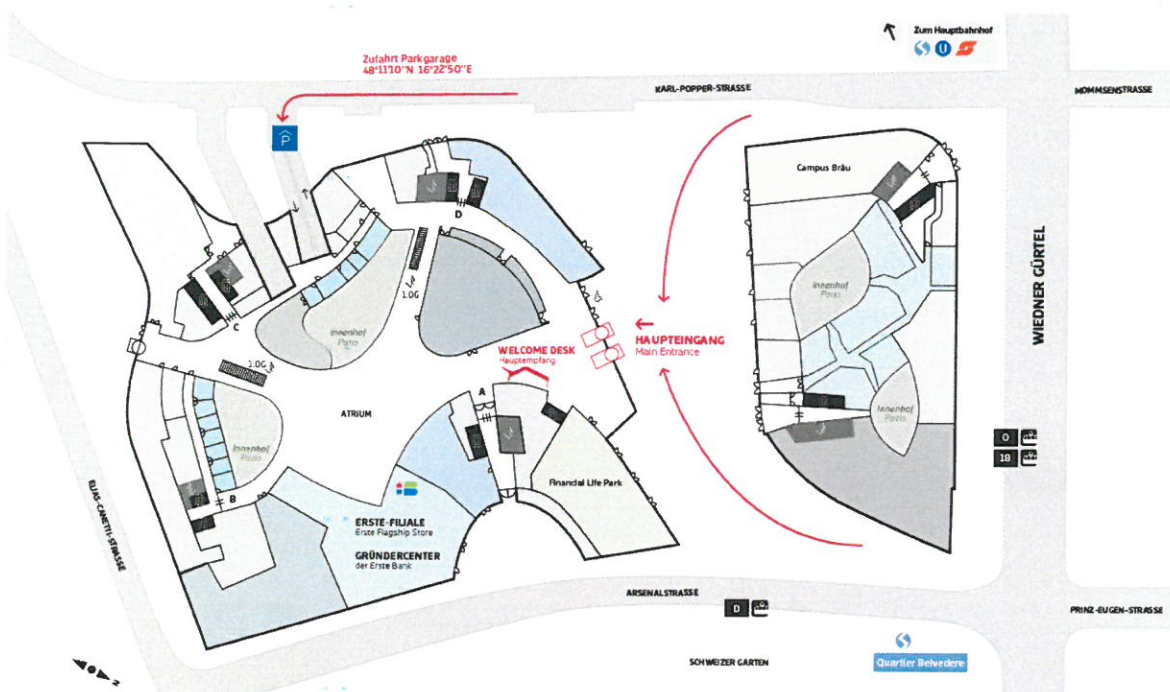 Zum Hauptbahnhof
U
Zufahrt Parkgarage
48°11'10''N 16°22'50''E
KARL-POPPER-STRASSE
MOMMSENSTRASSE
P
Campus Bräu
D
WIEDNER GÜRTEL
1.OG
Innenhof
Patio
C
Innenhof
Patio
HAUPTEINGANG
Main Entrance
WELCOME DESK
Hauptempfang
1.OG
A
ATRIUM
Innenhof
Patio
Innenhof
Patio
O
18
B
Financial Life Park
ERSTE-FILIALE
Erste Flagship Store
GRÜNDERCENTER
der Erste Bank
ELIAS-CANETTI-STRASSE
ARSENALSTRASSE
D
PRINZ-EUGEN-STRASSE
SCHWEIZER GARTEN
Quartier Belvedere
N